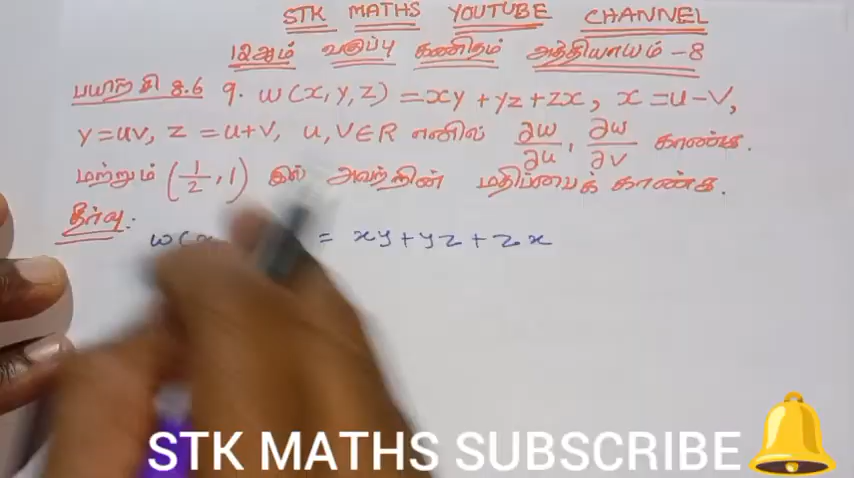 STK MATHS YOUTUBE CHANNEL
12ஆம் வகுப்பு கணிதம் அத்தியாயம் -8
பயிற்சி 8.6 9. w(x,y,z) = xy+yz+zx, x=u-v,
y=uv, z=u+v, u,v∈R எனில் ∂w/∂u, ∂w/∂v காண்க.
மற்றும் (1/2, 1) இல் அவற்றின் மதிப்பைக் காண்க.
தீர்வு:
w(x = xy+yz+zx
STK MATHS SUBSCRIBE